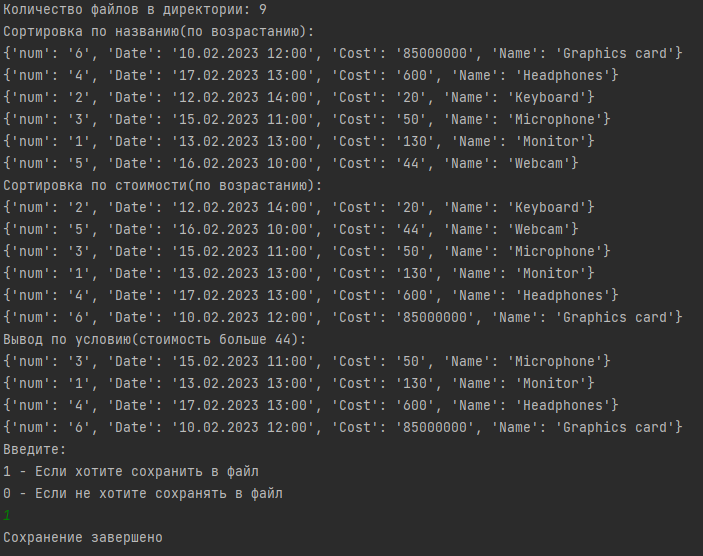 Количество файлов в директории: 9
Сортировка по названию(по возрастанию):
{'num': '6', 'Date': '10.02.2023 12:00', 'Cost': '85000000', 'Name': 'Graphics card'}
{'num': '4', 'Date': '17.02.2023 13:00', 'Cost': '600', 'Name': 'Headphones'}
{'num': '2', 'Date': '12.02.2023 14:00', 'Cost': '20', 'Name': 'Keyboard'}
{'num': '3', 'Date': '15.02.2023 11:00', 'Cost': '50', 'Name': 'Microphone'}
{'num': '1', 'Date': '13.02.2023 13:00', 'Cost': '130', 'Name': 'Monitor'}
{'num': '5', 'Date': '16.02.2023 10:00', 'Cost': '44', 'Name': 'Webcam'}
Сортировка по стоимости(по возрастанию):
{'num': '2', 'Date': '12.02.2023 14:00', 'Cost': '20', 'Name': 'Keyboard'}
{'num': '5', 'Date': '16.02.2023 10:00', 'Cost': '44', 'Name': 'Webcam'}
{'num': '3', 'Date': '15.02.2023 11:00', 'Cost': '50', 'Name': 'Microphone'}
{'num': '1', 'Date': '13.02.2023 13:00', 'Cost': '130', 'Name': 'Monitor'}
{'num': '4', 'Date': '17.02.2023 13:00', 'Cost': '600', 'Name': 'Headphones'}
{'num': '6', 'Date': '10.02.2023 12:00', 'Cost': '85000000', 'Name': 'Graphics card'}
Вывод по условию(стоимость больше 44):
{'num': '3', 'Date': '15.02.2023 11:00', 'Cost': '50', 'Name': 'Microphone'}
{'num': '1', 'Date': '13.02.2023 13:00', 'Cost': '130', 'Name': 'Monitor'}
{'num': '4', 'Date': '17.02.2023 13:00', 'Cost': '600', 'Name': 'Headphones'}
{'num': '6', 'Date': '10.02.2023 12:00', 'Cost': '85000000', 'Name': 'Graphics card'}
Введите:
1 - Если хотите сохранить в файл
0 - Если не хотите сохранять в файл
1
Сохранение завершено